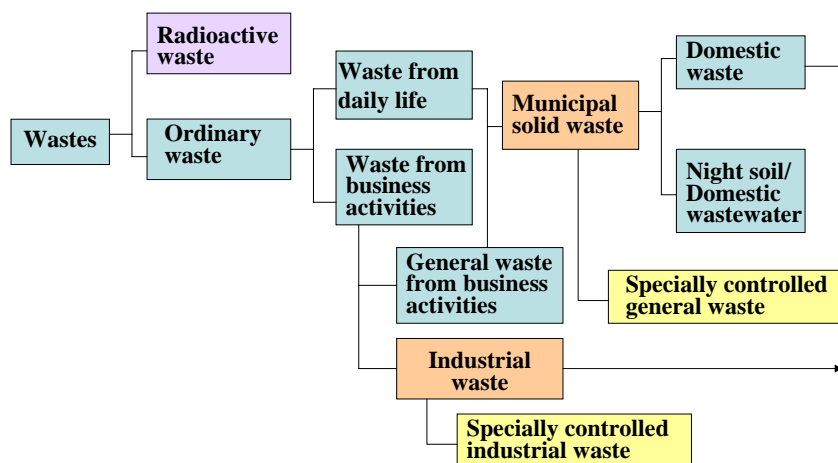 Wastes
Radioactive
waste
Ordinary
waste
Waste from
daily life
Waste from
business
activities
General waste
from business
activities
Industrial
waste
Specially controlled
industrial waste
Municipal
solid waste
Domestic
waste
Night soil/
Domestic
wastewater
Specially controlled
general waste